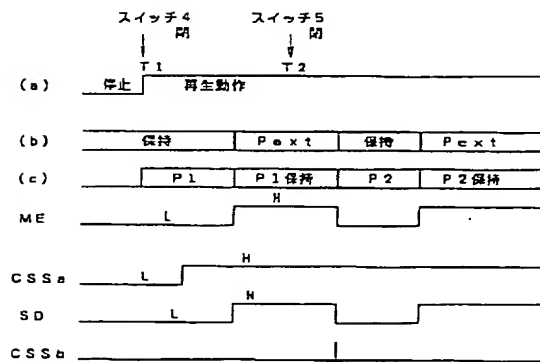 スイッチ4 スイッチ5
閉 閉
T1 T2
(a) 停止 再生動作
(b) 保持 Pext 保持 Pext
(c) P1 P1保持 P2 P2保持
H
ME L
CSSa L H
SD L H
CSSb